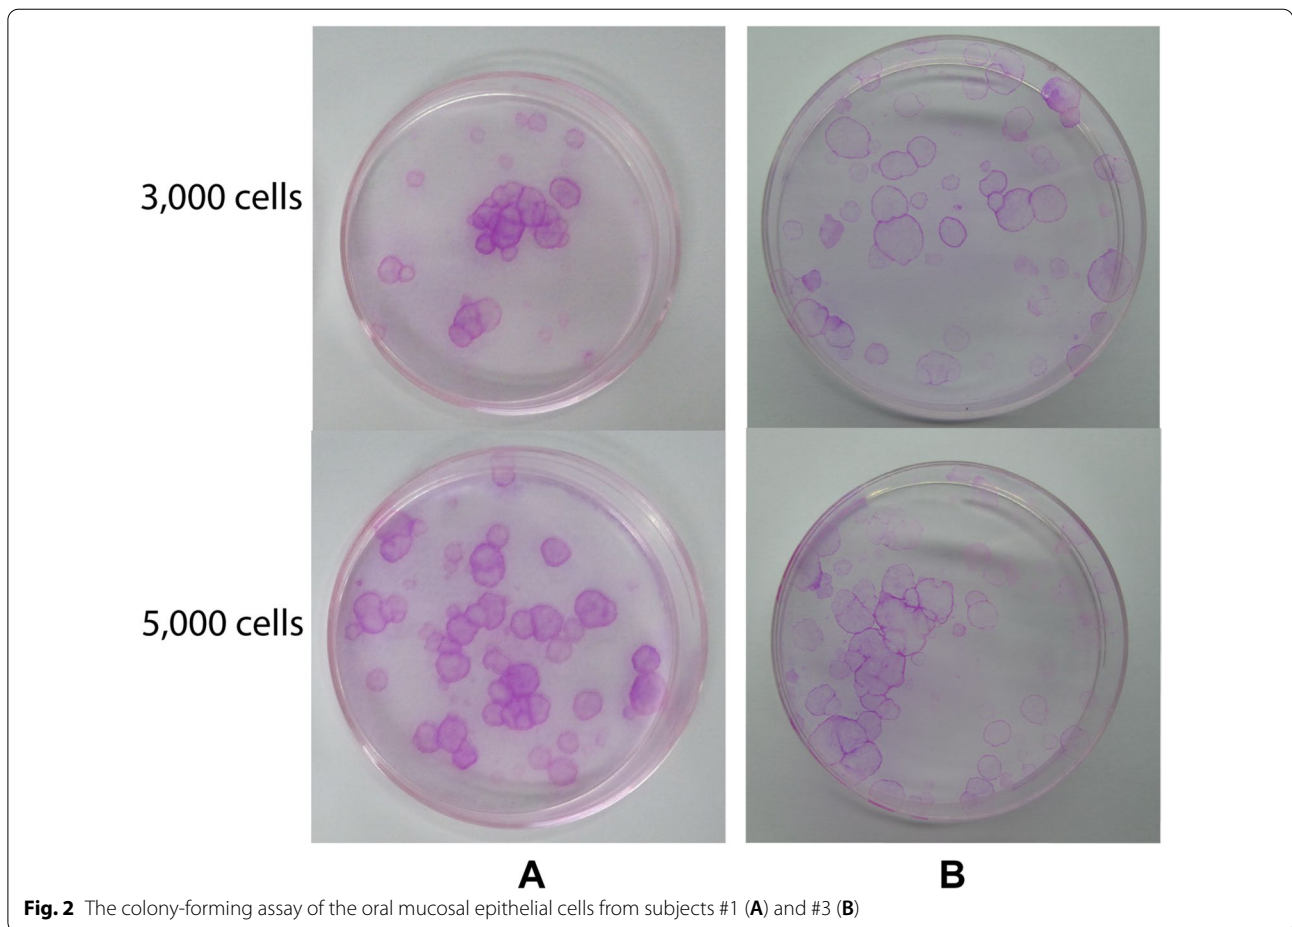 3,000 cells
5,000 cells
A
B
Fig. 2 The colony-forming assay of the oral mucosal epithelial cells from subjects #1 (A) and #3 (B)